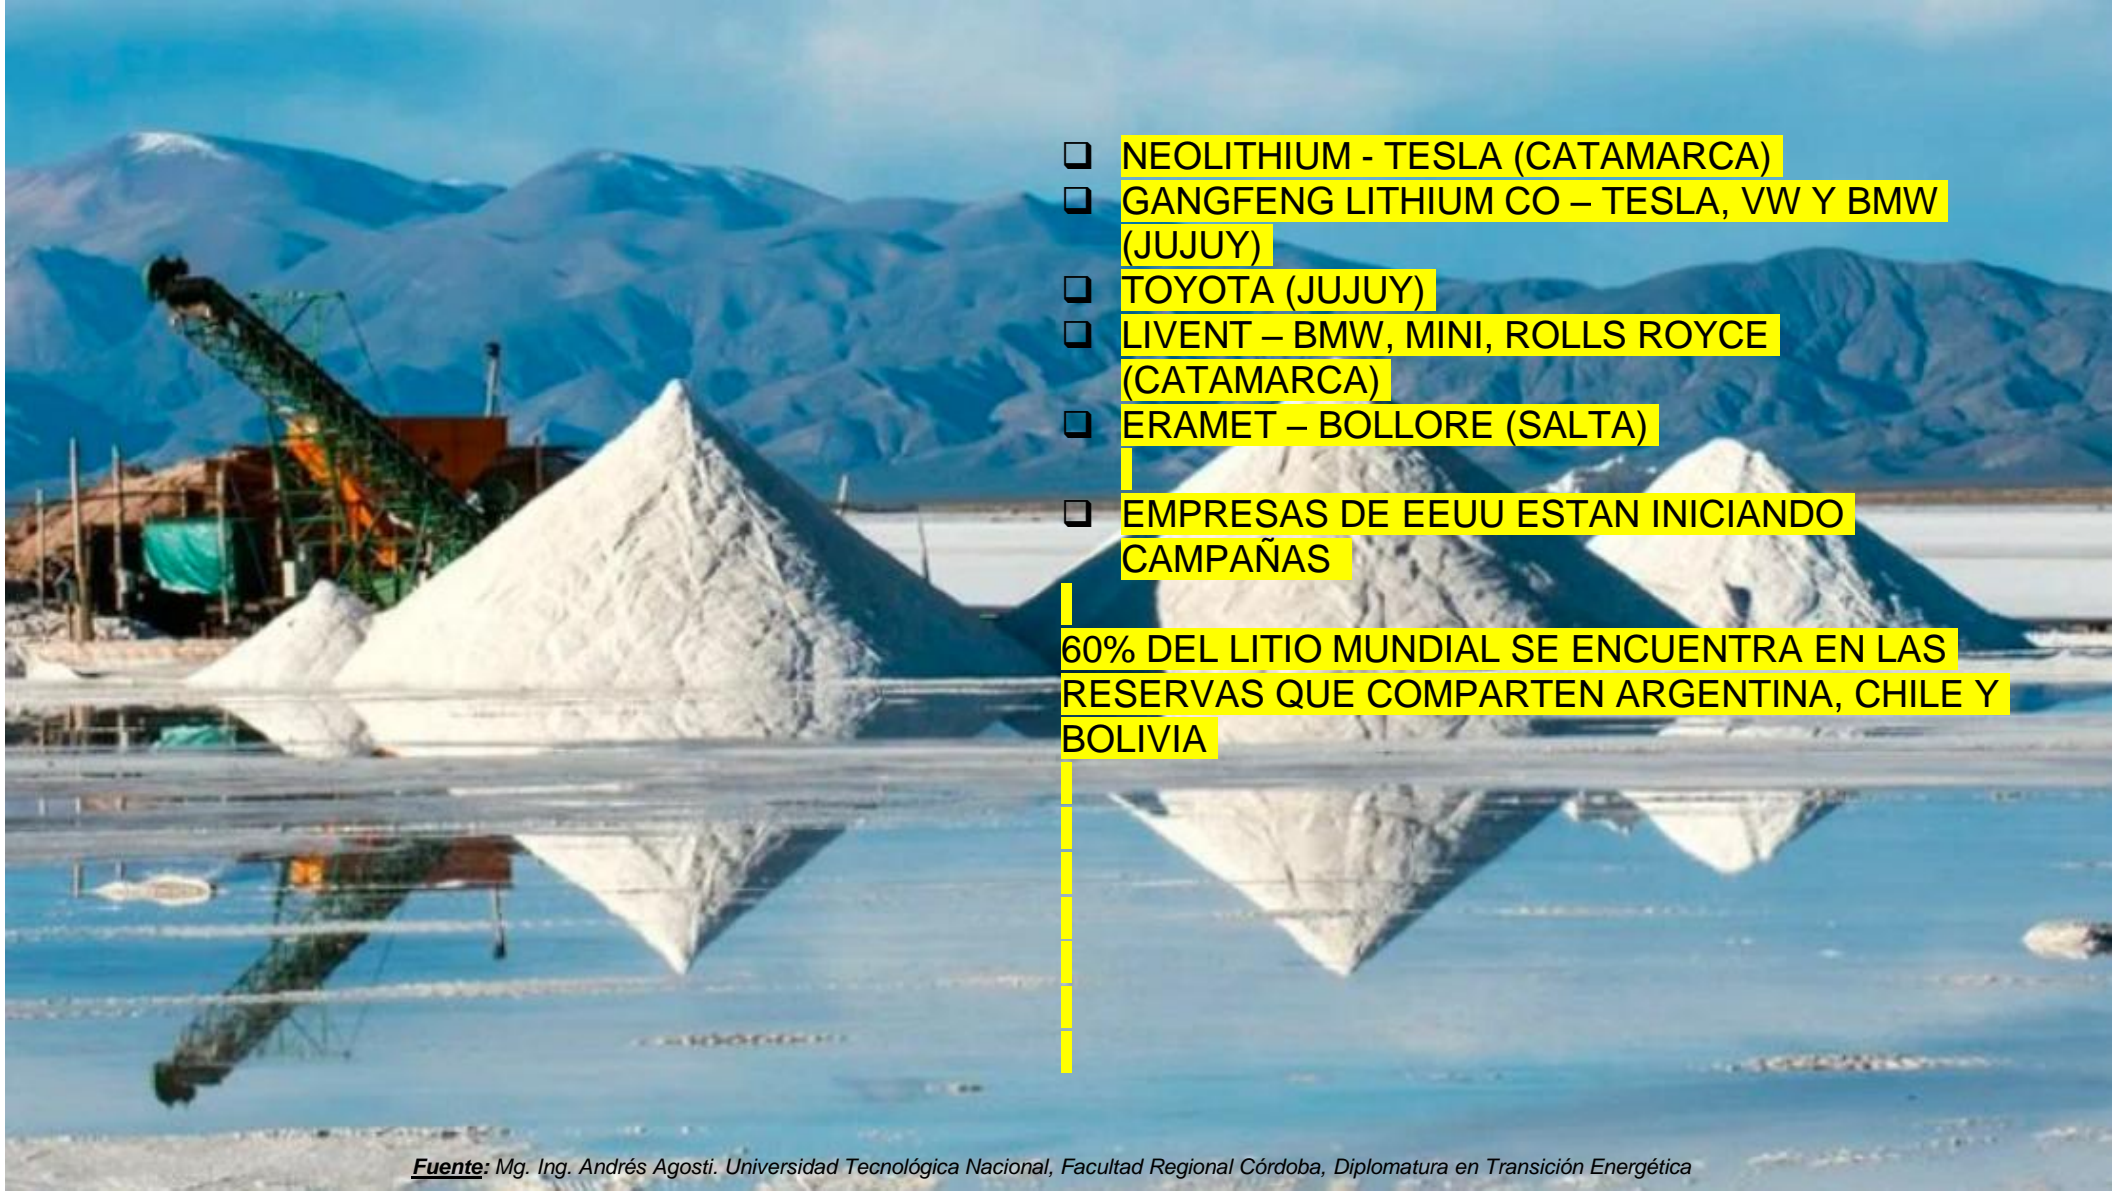 ❑ NEOLITHIUM - TESLA (CATAMARCA)
❑ GANGFENG LITHIUM CO – TESLA, VW Y BMW
(JUJUY)
❑ TOYOTA (JUJUY)
❑ LIVENT – BMW, MINI, ROLLS ROYCE
(CATAMARCA)
❑ ERAMET – BOLLORE (SALTA)
❑ EMPRESAS DE EEUU ESTAN INICIANDO
CAMPAÑAS
60% DEL LITIO MUNDIAL SE ENCUENTRA EN LAS
RESERVAS QUE COMPARTEN ARGENTINA, CHILE Y
BOLIVIA
Fuente: Mg. Ing. Andrés Agosti. Universidad Tecnológica Nacional, Facultad Regional Córdoba, Diplomatura en Transición Energética